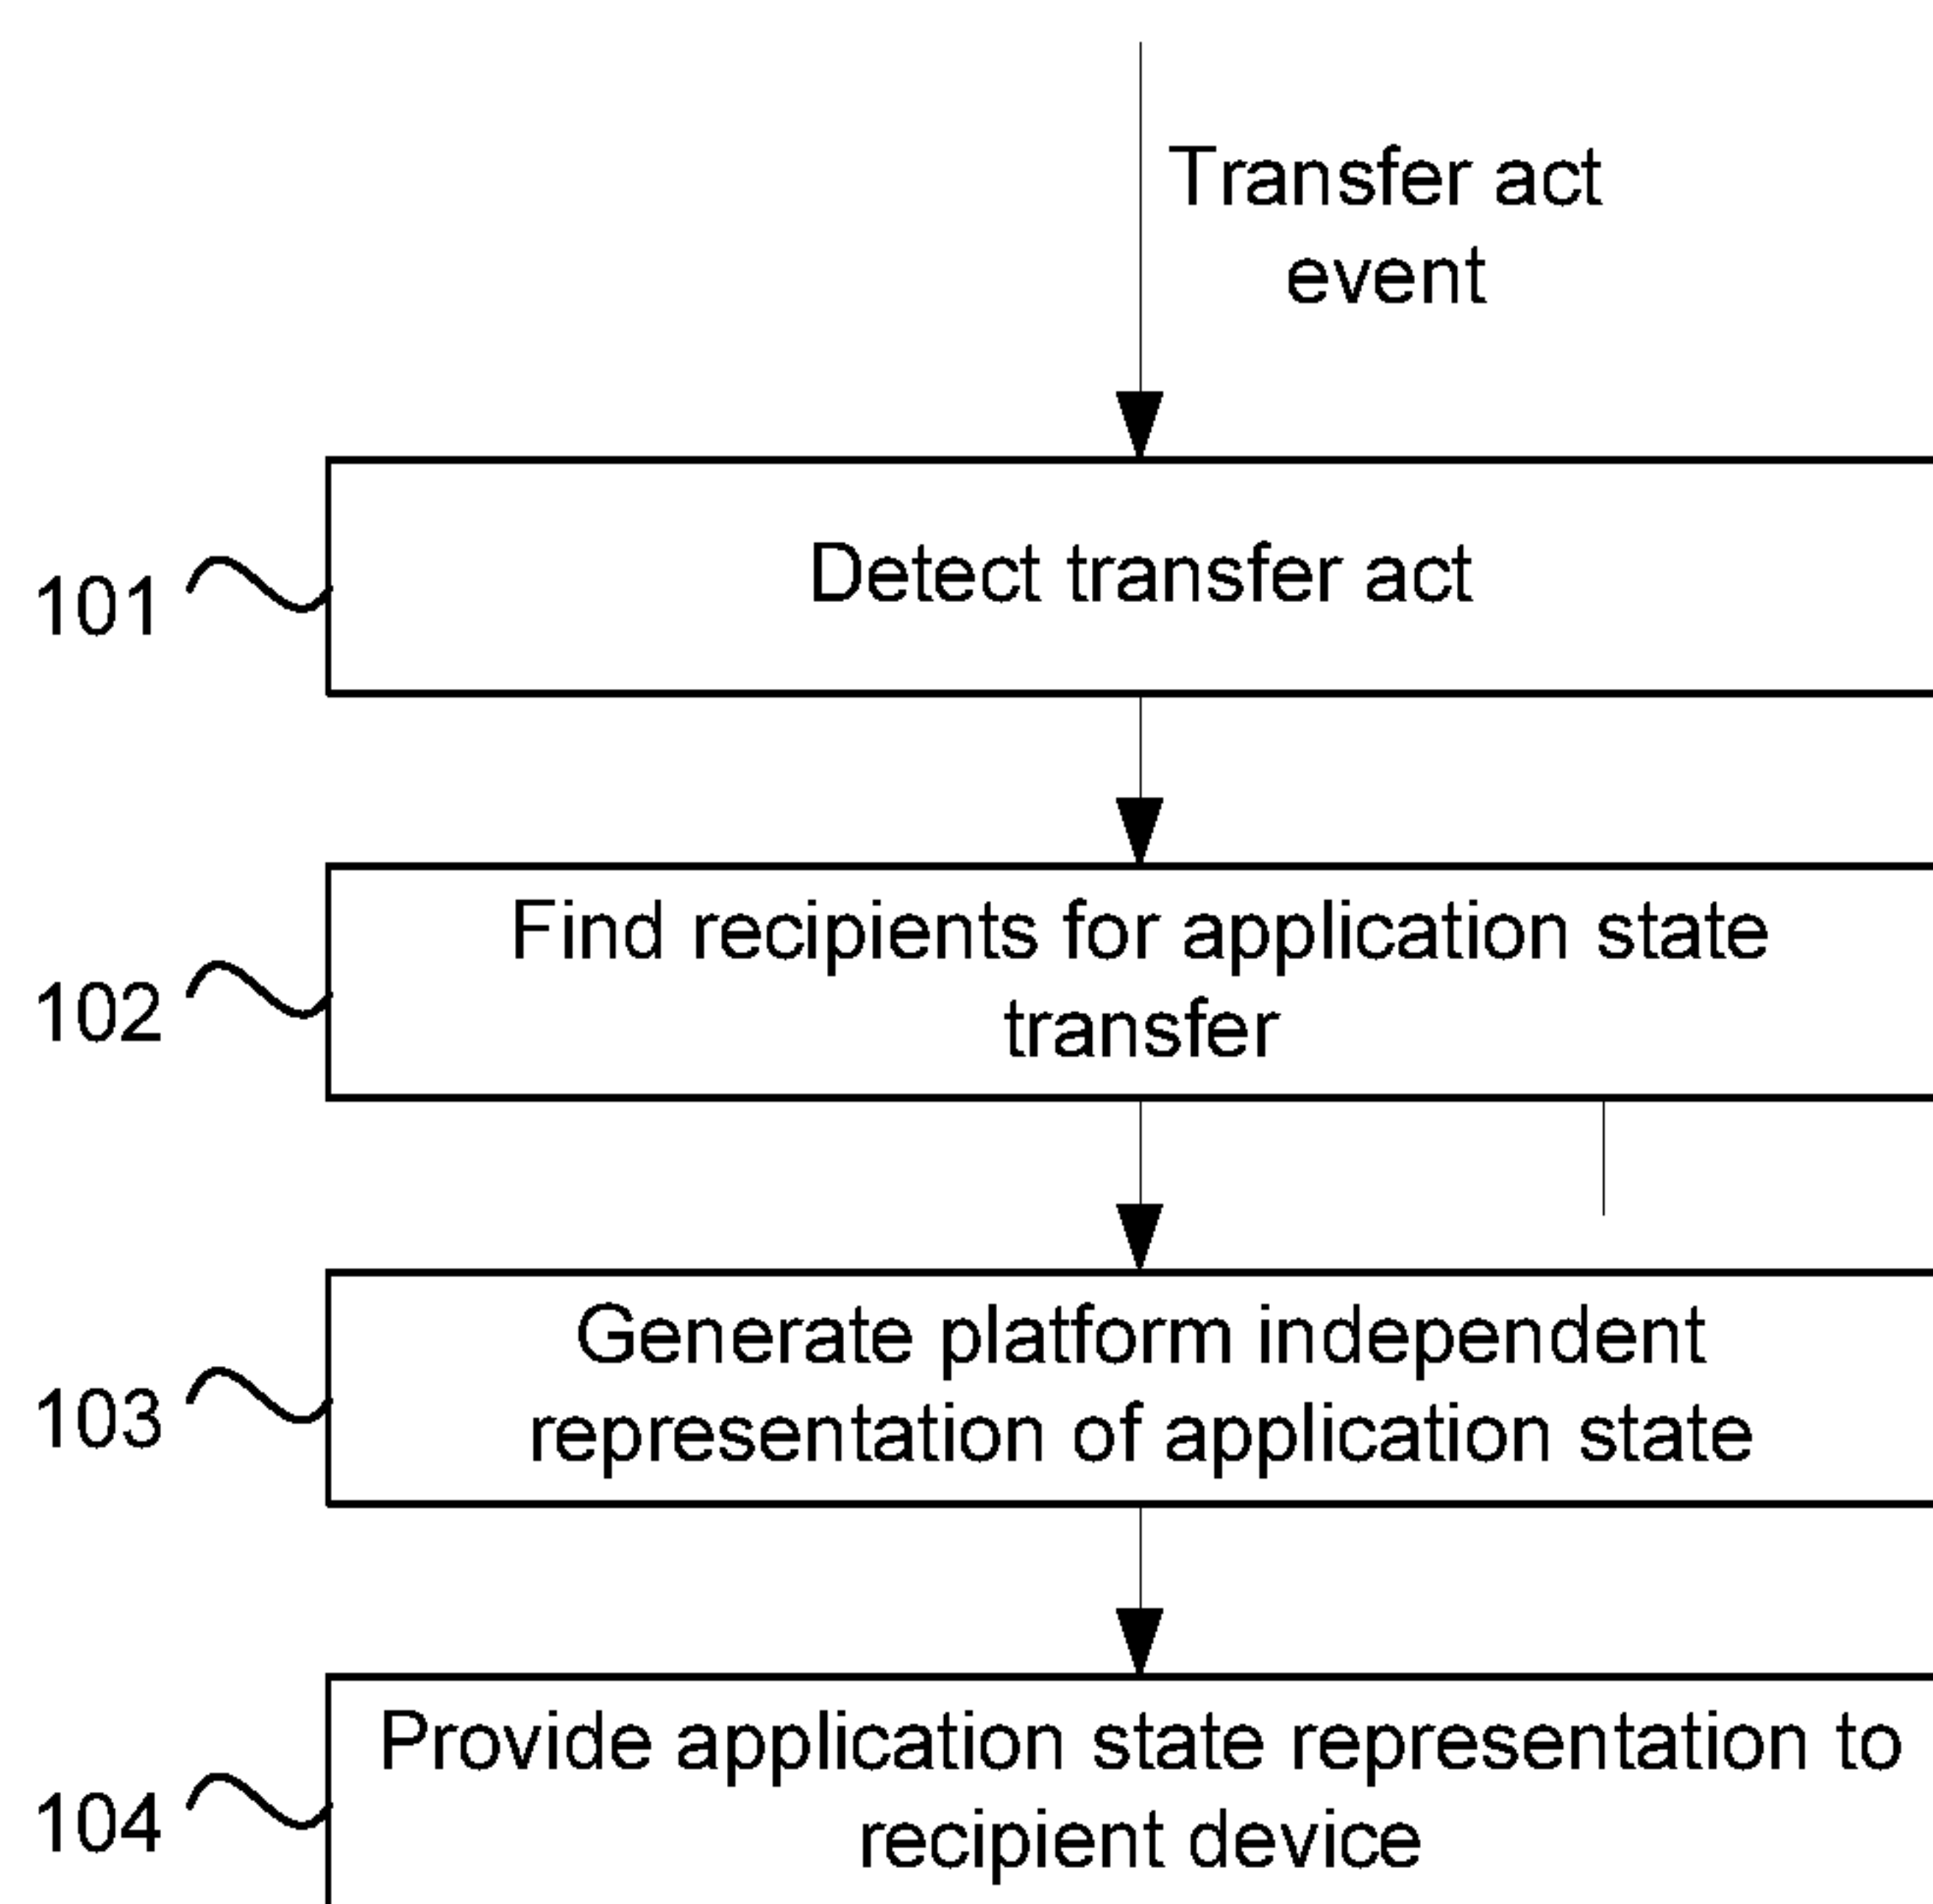 Transfer act
event
Detect transfer act
101
Find recipients for application state
transfer
102
Generate platform independent
representation of application state
103
Provide application state representation to
recipient device
104